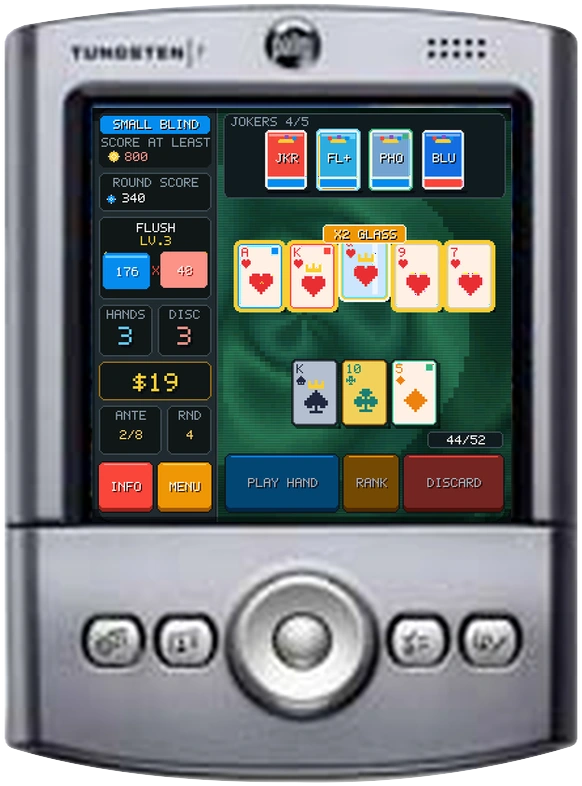 TUNGSTEN T
SMALL BLIND
SCORE AT LEAST
800
ROUND SCORE
340
FLUSH
LV.3
176 X 48
HANDS DISC
3 3
$19
ANTE RND
2/8 4
INFO MENU
JOKERS 4/5
JKR FL+ PHO BLU
X2 GLASS
A K 9 7
K 10 5
44/52
PLAY HAND RANK DISCARD